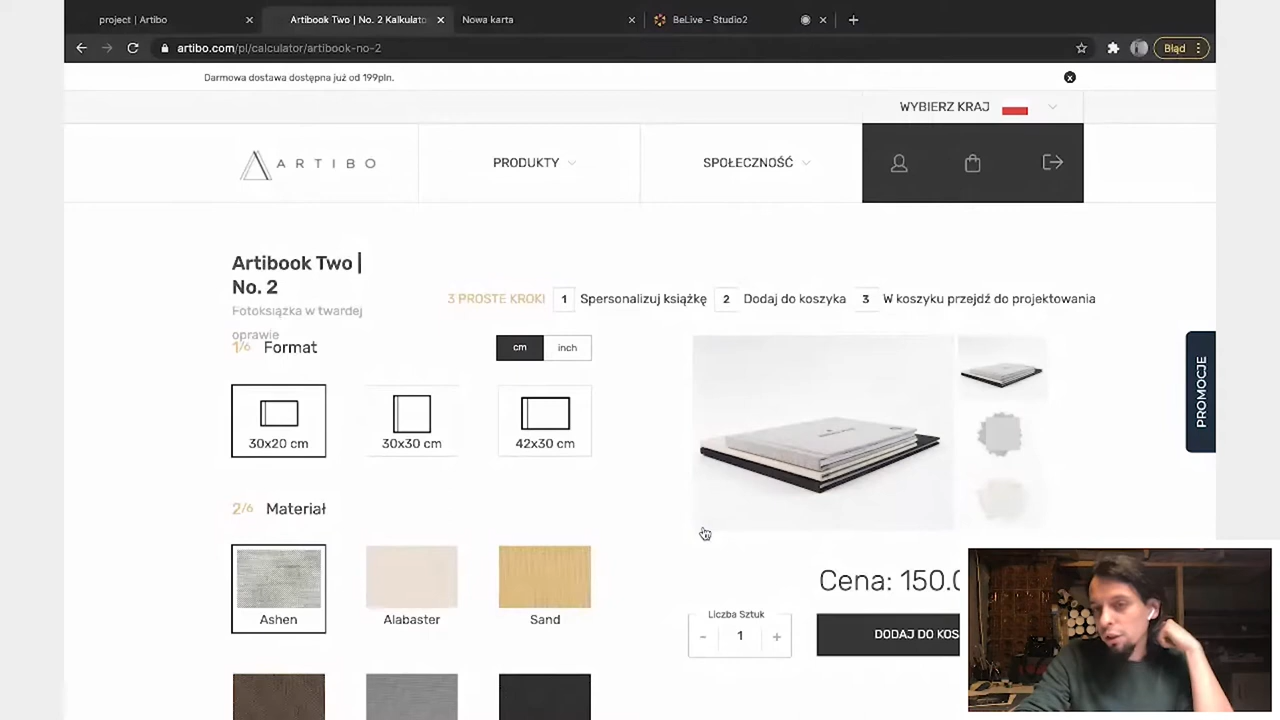 project | Artibo
Artibook Two | No. 2 Kalkulato
Nowa karta
BeLive – Studio2
artibo.com/pl/calculator/artibook-no-2
Błąd
Darmowa dostawa dostępna już od 199pln.
WYBIERZ KRAJ
ARTIBO
PRODUKTY
SPOŁECZNOŚĆ
Artibook Two |
No. 2
Fotoksiążka w twardej
oprawie
3 PROSTE KROKI 1 Spersonalizuj książkę 2 Dodaj do koszyka 3 W koszyku przejdź do projektowania
1/6 Format
cm
inch
30x20 cm
30x30 cm
42x30 cm
PROMOCJE
2/6 Materiał
Ashen
Alabaster
Sand
Cena: 150.0
Liczba Sztuk
- 1 +
DODAJ DO KOS